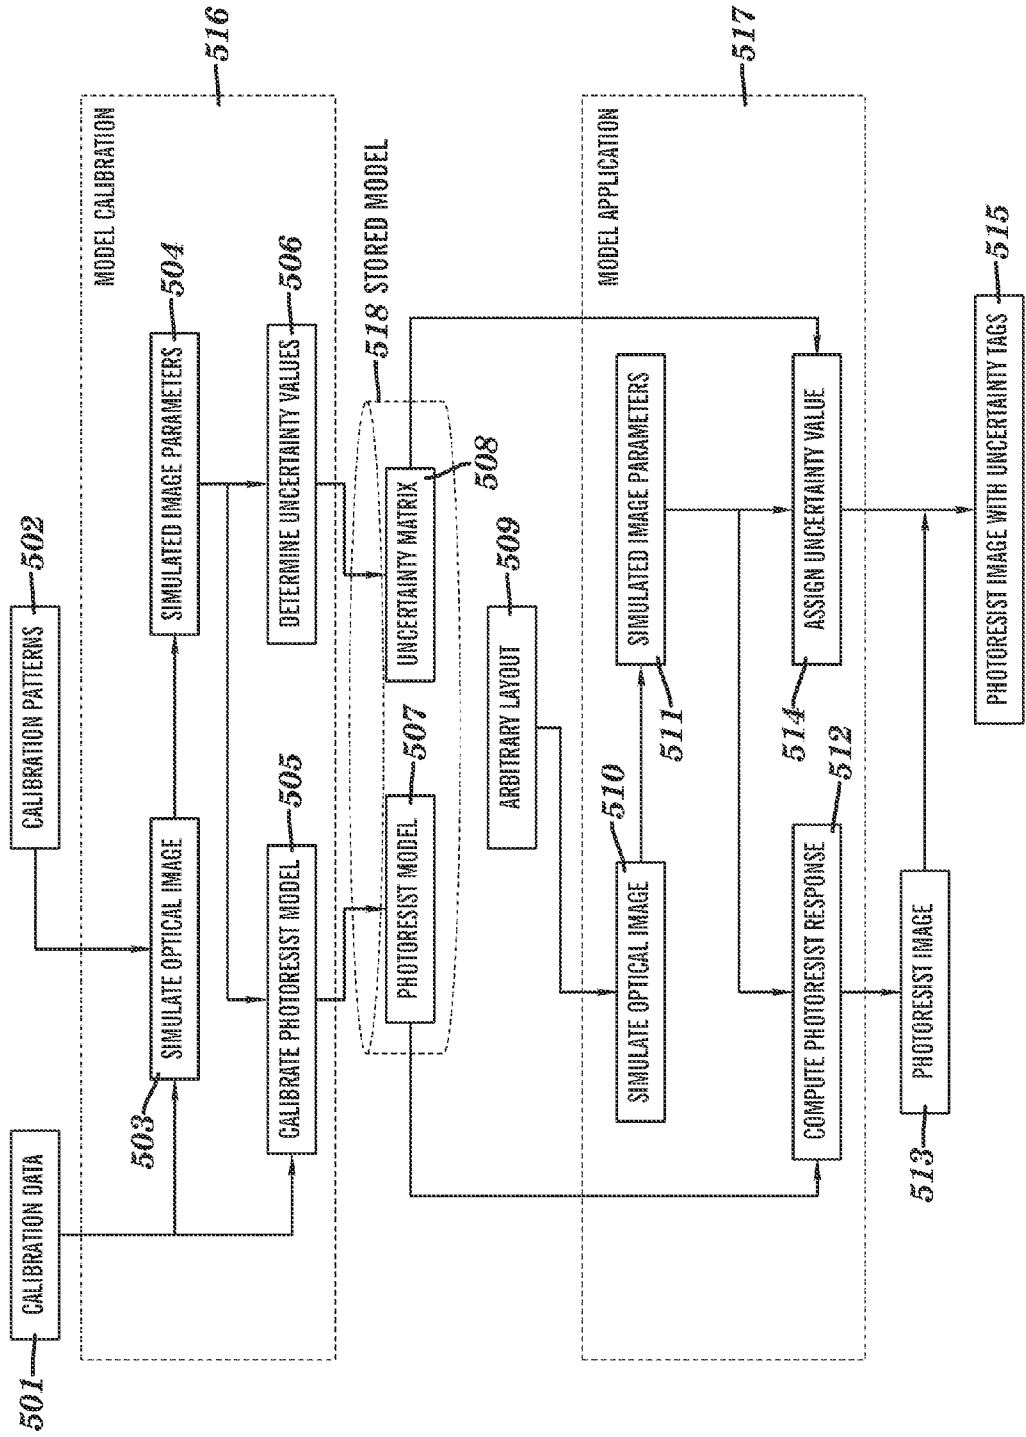 501
CALIBRATION DATA
CALIBRATION PATTERNS
502
MODEL CALIBRATION
516
503
SIMULATE OPTICAL IMAGE
SIMULATED IMAGE PARAMETERS
504
CALIBRATE PHOTORESIST MODEL
505
DETERMINE UNCERTAINTY VALUES
506
518 STORED MODEL
PHOTORESIST MODEL
507
UNCERTAINTY MATRIX
508
ARBITRARY LAYOUT
509
MODEL APPLICATION
517
SIMULATE OPTICAL IMAGE
510
SIMULATED IMAGE PARAMETERS
511
COMPUTE PHOTORESIST RESPONSE
512
ASSIGN UNCERTAINTY VALUE
514
513
PHOTORESIST IMAGE
PHOTORESIST IMAGE WITH UNCERTAINTY TAGS
515